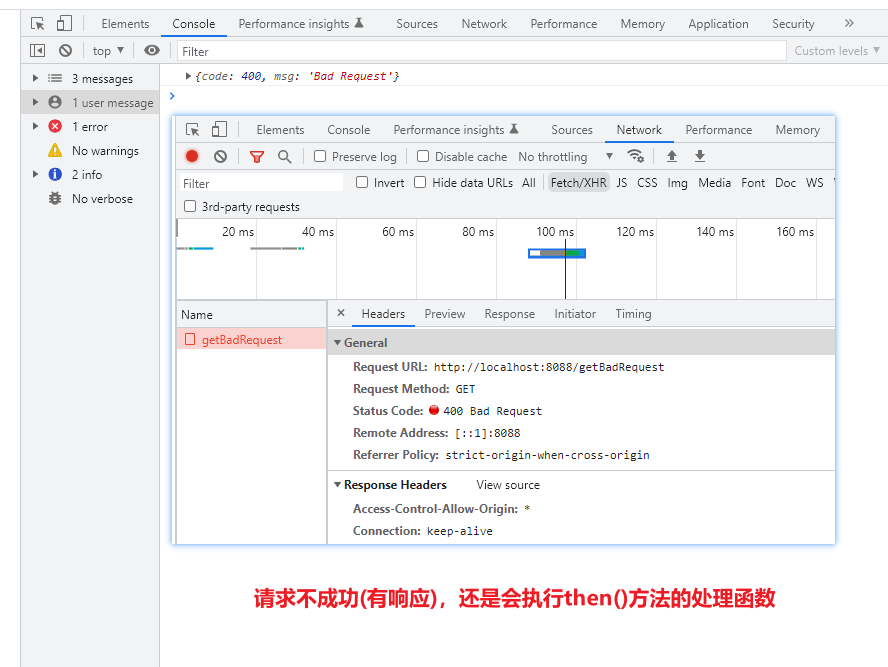 Elements Console Performance insights Sources Network Performance Memory Application Security »
top ▼ Filter Custom levels ▼
3 messages
1 user message
1 error
No warnings
2 info
No verbose
{code: 400, msg: 'Bad Request'}
>
Elements Console Performance insights Sources Network Performance Memory
Preserve log Disable cache No throttling ▼
Filter Invert Hide data URLs All Fetch/XHR JS CSS Img Media Font Doc WS
3rd-party requests
20 ms 40 ms 60 ms 80 ms 100 ms 120 ms 140 ms 160 ms
Name × Headers Preview Response Initiator Timing
getBadRequest
General
Request URL: http://localhost:8088/getBadRequest
Request Method: GET
Status Code: 400 Bad Request
Remote Address: [::1]:8088
Referrer Policy: strict-origin-when-cross-origin
Response Headers View source
Access-Control-Allow-Origin: *
Connection: keep-alive
请求不成功(有响应)，还是会执行then()方法的处理函数